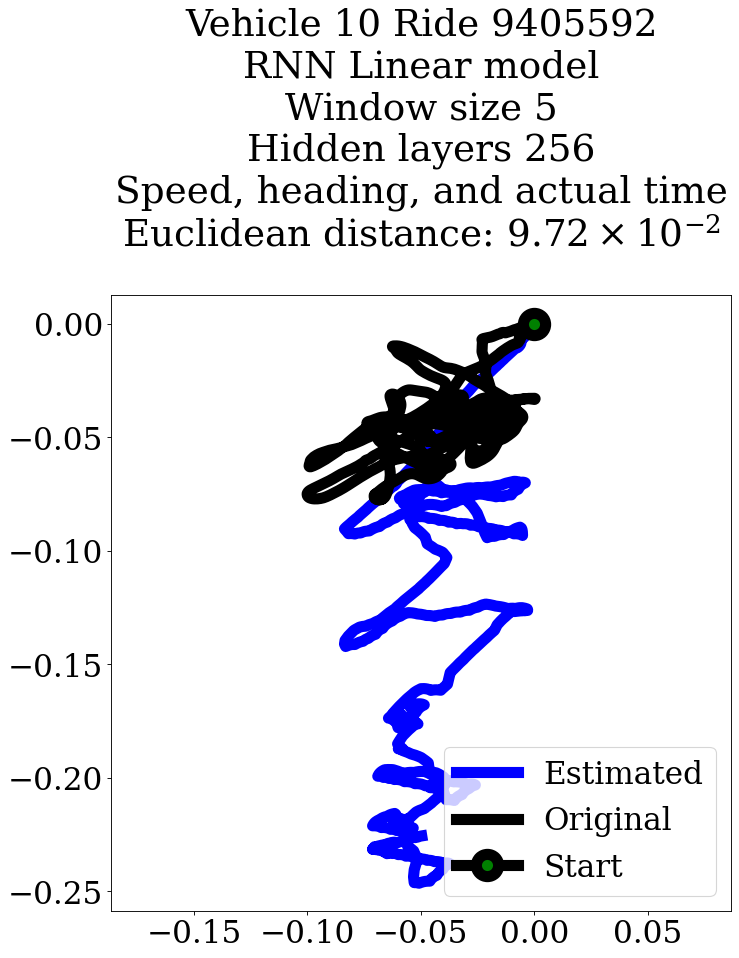 Vehicle 10 Ride 9405592
RNN Linear model
Window size 5
Hidden layers 256
Speed, heading, and actual time
Euclidean distance: 9.72 × 10⁻²
0.00
−0.05
−0.10
−0.15
−0.20
−0.25
Estimated
Original
Start
−0.15 −0.10 −0.05 0.00 0.05